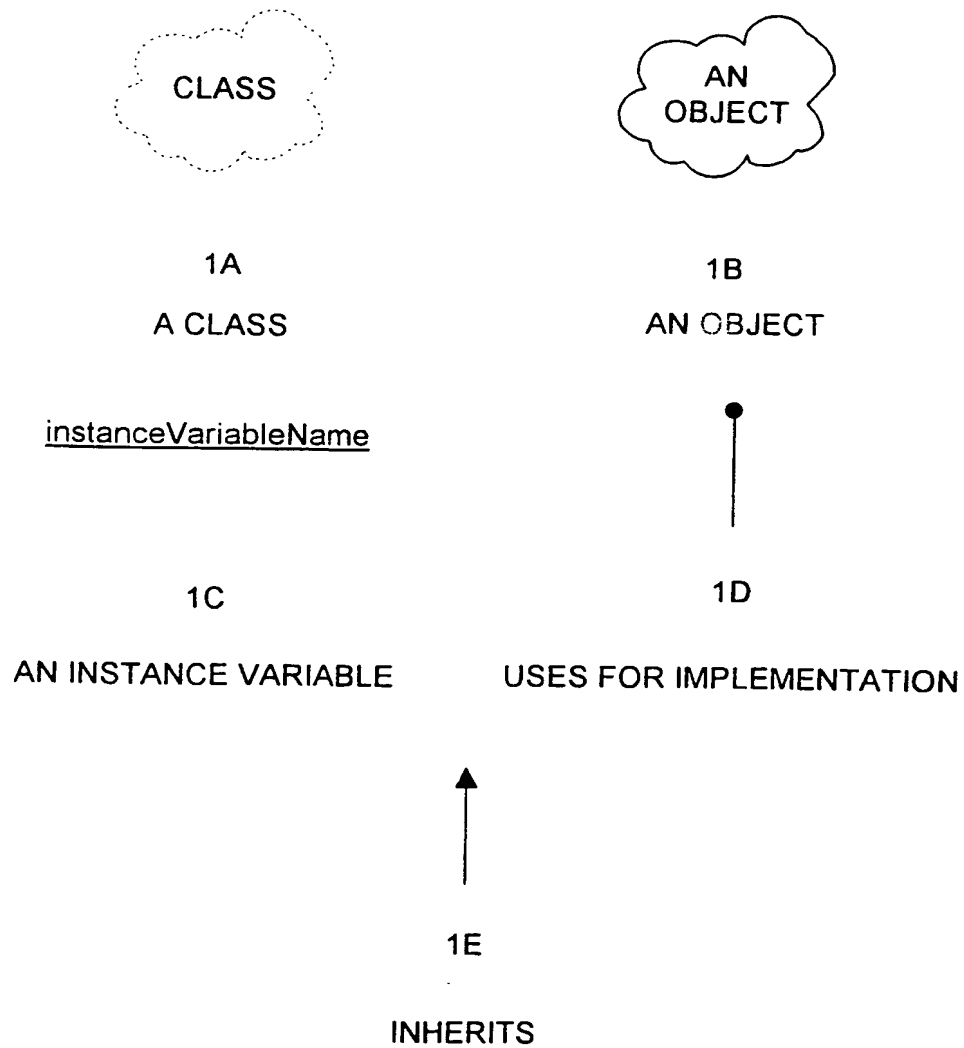 CLASS
AN
OBJECT
1A
1B
A CLASS
AN OBJECT
instanceVariableName
1C
1D
AN INSTANCE VARIABLE
USES FOR IMPLEMENTATION
1E
INHERITS